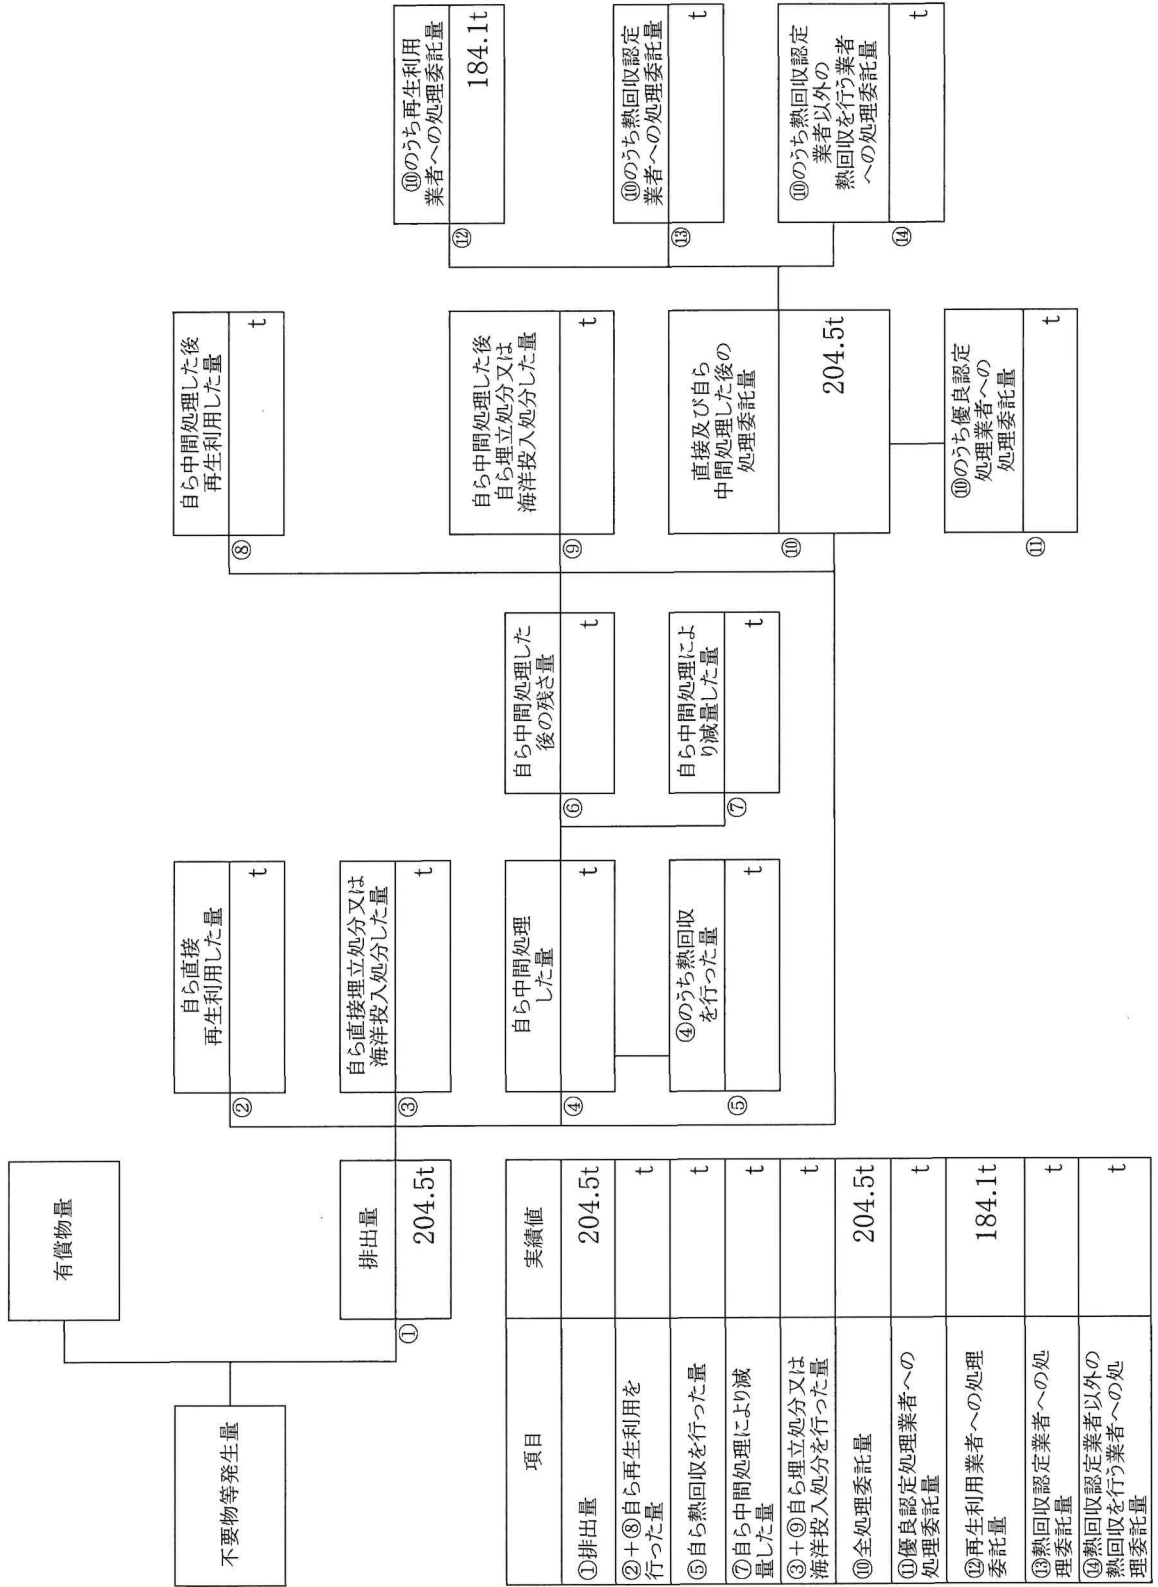 有償物量
不要物等発生量
排出量
①
204.5t
自ら直接
再生利用した量
②
t
自ら直接埋立処分又は
海洋投入処分した量
③
t
自ら中間処理
した量
④
t
④のうち熱回収
を行った量
⑤
t
自ら中間処理した
後の残さ量
⑥
t
自ら中間処理によ
り減量した量
⑦
t
自ら中間処理した後
再生利用した量
⑧
t
自ら中間処理した後
自ら埋立処分又は
海洋投入処分した量
⑨
t
直接及び自ら
中間処理した後の
処理委託量
⑩
204.5t
⑩のうち優良認定
処理業者への
処理委託量
⑪
t
⑩のうち再生利用
業者への処理委託量
⑫
184.1t
⑩のうち熱回収認定
業者への処理委託量
⑬
t
⑩のうち熱回収認定
業者以外の
熱回収を行う業者
への処理委託量
⑭
t
項目 実績値
①排出量 204.5t
②+⑧自ら再生利用を
行った量 t
⑤自ら熱回収を行った量 t
⑦自ら中間処理により減
量した量 t
③+⑨自ら埋立処分又は
海洋投入処分を行った量 t
⑩全処理委託量 204.5t
⑪優良認定処理業者への
処理委託量 t
⑫再生利用業者への処理
委託量 184.1t
⑬熱回収認定業者への処
理委託量 t
⑭熱回収認定業者以外の
熱回収を行う業者への処
理委託量 t